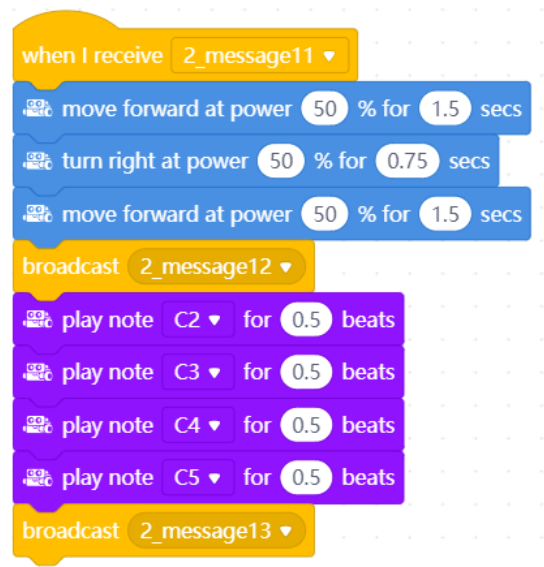 when I receive 2_message11
move forward at power 50 % for 1.5 secs
turn right at power 50 % for 0.75 secs
move forward at power 50 % for 1.5 secs
broadcast 2_message12
play note C2 for 0.5 beats
play note C3 for 0.5 beats
play note C4 for 0.5 beats
play note C5 for 0.5 beats
broadcast 2_message13